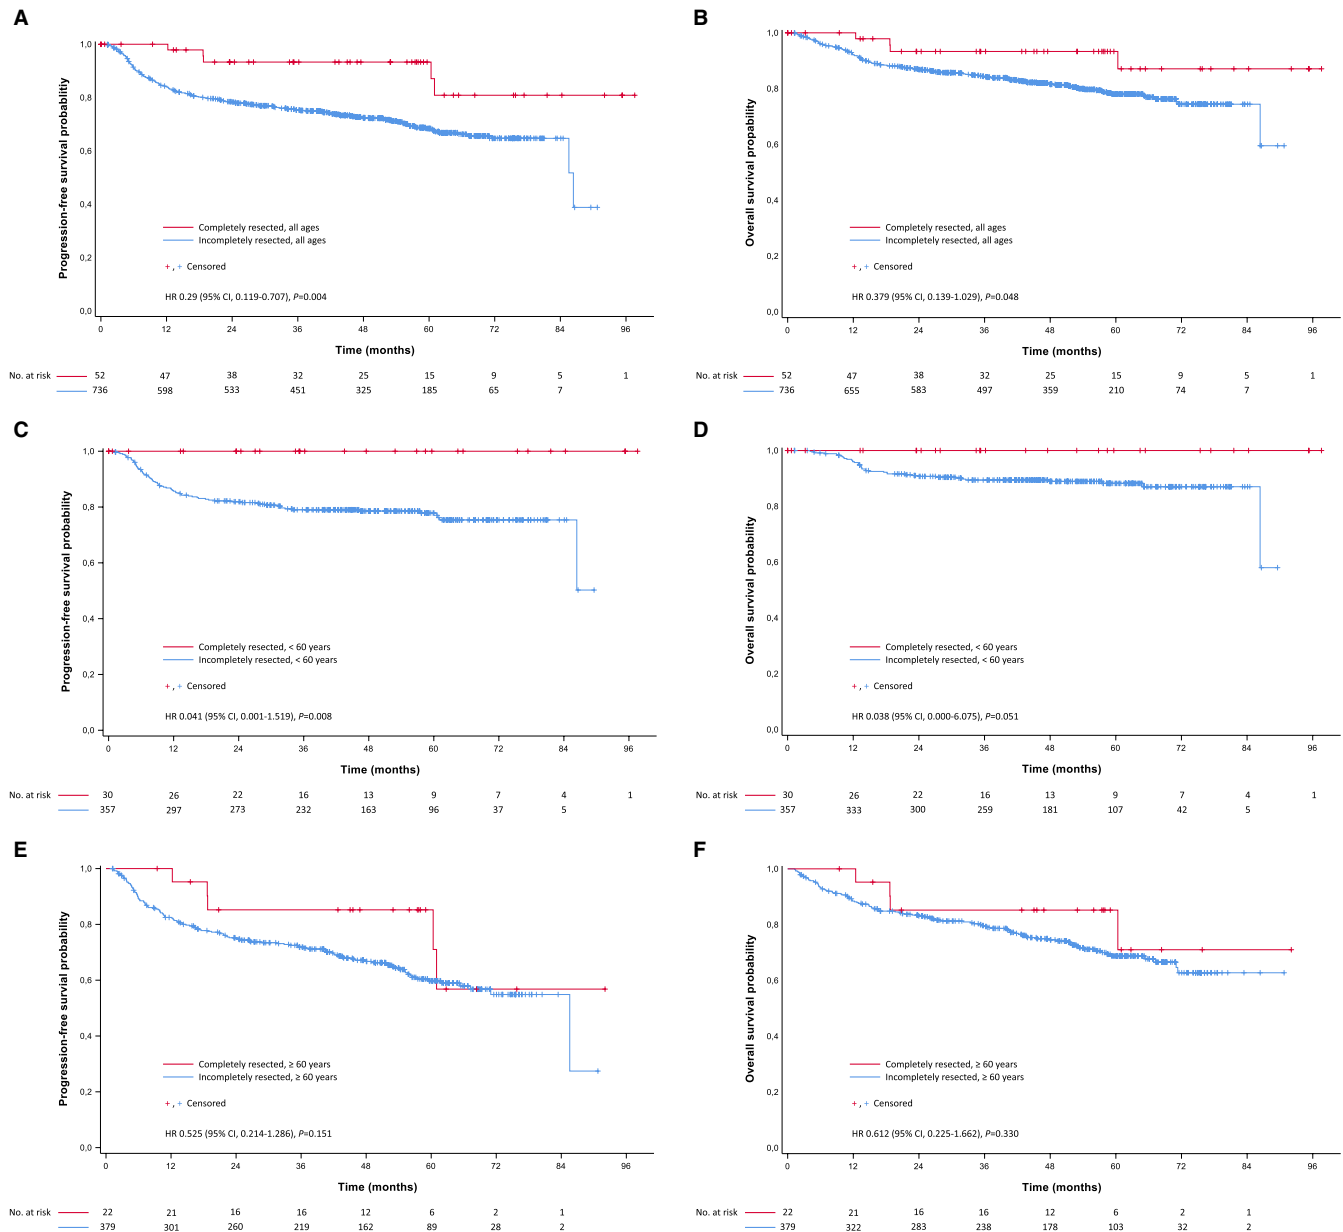 A
Progression-free survival probability
1,0
0,8
0,6
0,4
0,2
0,0
Completely resected, all ages
Incompletely resected, all ages
+ , + Censored
HR 0.29 (95% CI, 0.119-0.707), P=0.004
0 12 24 36 48 60 72 84 96
Time (months)
No. at risk 52 47 38 32 25 15 9 5 1
736 598 533 451 325 185 65 7
B
Overall survival propability
1,0
0,8
0,6
0,4
0,2
0,0
Completely resected, all ages
Incompletely resected, all ages
+ , + Censored
HR 0.379 (95% CI, 0.139-1.029), P=0.048
0 12 24 36 48 60 72 84 96
Time (months)
No. at risk 52 47 38 32 25 15 9 5 1
736 655 583 497 359 210 74 7
C
Progression-free survival probability
1,0
0,8
0,6
0,4
0,2
0,0
Completely resected, < 60 years
Incompletely resected, < 60 years
+ , + Censored
HR 0.041 (95% CI, 0.001-1.519), P=0.008
0 12 24 36 48 60 72 84 96
Time (months)
No. at risk 30 26 22 16 13 9 7 4 1
357 297 273 232 163 96 37 5
D
Overall survival probability
1,0
0,8
0,6
0,4
0,2
0,0
Completely resected, < 60 years
Incompletely resected, < 60 years
+ , + Censored
HR 0.038 (95% CI, 0.000-6.075), P=0.051
0 12 24 36 48 60 72 84 96
Time (months)
No. at risk 30 26 22 16 13 9 7 4 1
357 333 300 259 181 107 42 5
E
Progression-free survial probability
1,0
0,8
0,6
0,4
0,2
0,0
Completely resected, ≥ 60 years
Incompletely resected, ≥ 60 years
+ , + Censored
HR 0.525 (95% CI, 0.214-1.286), P=0.151
0 12 24 36 48 60 72 84 96
Time (months)
No. at risk 22 21 16 16 12 6 2 1
379 301 260 219 162 89 28 2
F
Overall survival probability
1,0
0,8
0,6
0,4
0,2
0,0
Completely resected, ≥ 60 years
Incompletely resected, ≥ 60 years
+ , + Censored
HR 0.612 (95% CI, 0.225-1.662), P=0.330
0 12 24 36 48 60 72 84 96
Time (months)
No. at risk 22 21 16 16 12 6 2 1
379 322 283 238 178 103 32 2